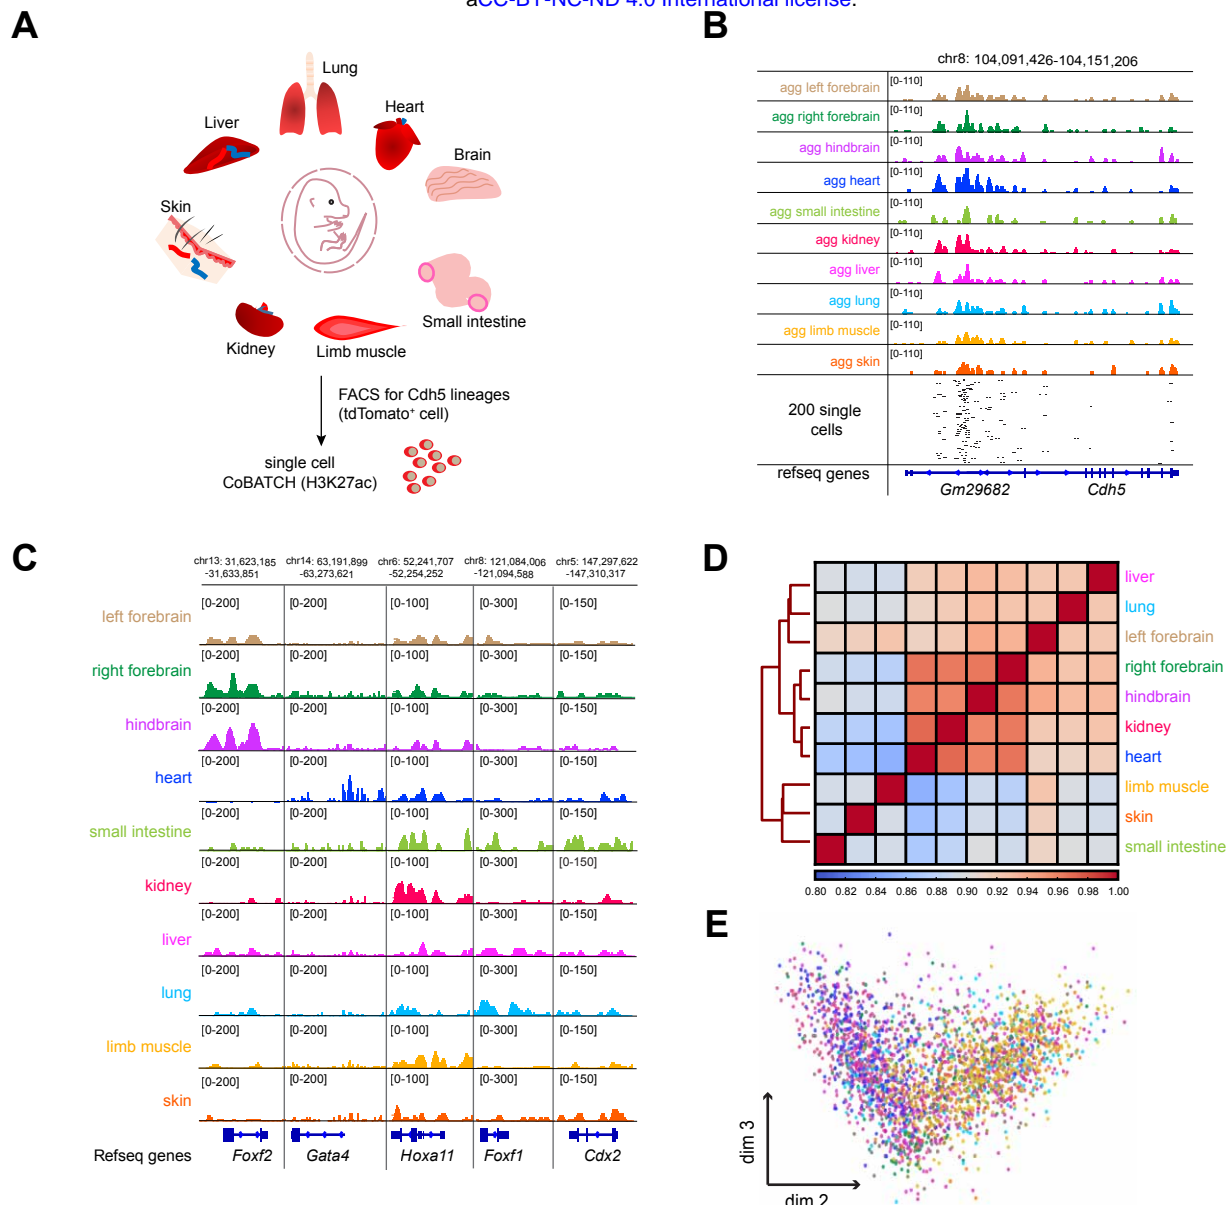 aCC-BY-NC-ND 4.0 International license.
A
Lung
Heart
Liver
Brain
Skin
Small intestine
Kidney
Limb muscle
FACS for Cdh5 lineages
(tdTomato+ cell)
single cell
CoBATCH (H3K27ac)
B
chr8: 104,091,426-104,151,206
agg left forebrain [0-110]
agg right forebrain [0-110]
agg hindbrain [0-110]
agg heart [0-110]
agg small intestine [0-110]
agg kidney [0-110]
agg liver [0-110]
agg lung [0-110]
agg limb muscle [0-110]
agg skin [0-110]
200 single
cells
refseq genes
Gm29682 Cdh5
C
chr13: 31,623,185 chr14: 63,191,899 chr6: 52,241,707 chr8: 121,084,006 chr5: 147,297,622
-31,633,851 -63,273,621 -52,254,252 -121,094,588 -147,310,317
left forebrain [0-200] [0-200] [0-100] [0-300] [0-150]
right forebrain [0-200] [0-200] [0-100] [0-300] [0-150]
hindbrain [0-200] [0-200] [0-100] [0-300] [0-150]
heart [0-200] [0-200] [0-100] [0-300] [0-150]
small intestine [0-200] [0-200] [0-100] [0-300] [0-150]
kidney [0-200] [0-200] [0-100] [0-300] [0-150]
liver [0-200] [0-200] [0-100] [0-300] [0-150]
lung [0-200] [0-200] [0-100] [0-300] [0-150]
limb muscle [0-200] [0-200] [0-100] [0-300] [0-150]
skin [0-200] [0-200] [0-100] [0-300] [0-150]
Refseq genes Foxf2 Gata4 Hoxa11 Foxf1 Cdx2
D
liver
lung
left forebrain
right forebrain
hindbrain
kidney
heart
limb muscle
skin
small intestine
0.80 0.82 0.84 0.86 0.88 0.90 0.92 0.94 0.96 0.98 1.00
E
dim 3
dim 2